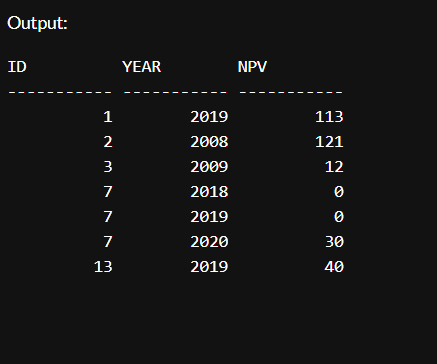 Output:
ID          YEAR        NPV
----------- ----------- -----------
          1        2019         113
          2        2008         121
          3        2009          12
          7        2018           0
          7        2019           0
          7        2020          30
         13        2019          40